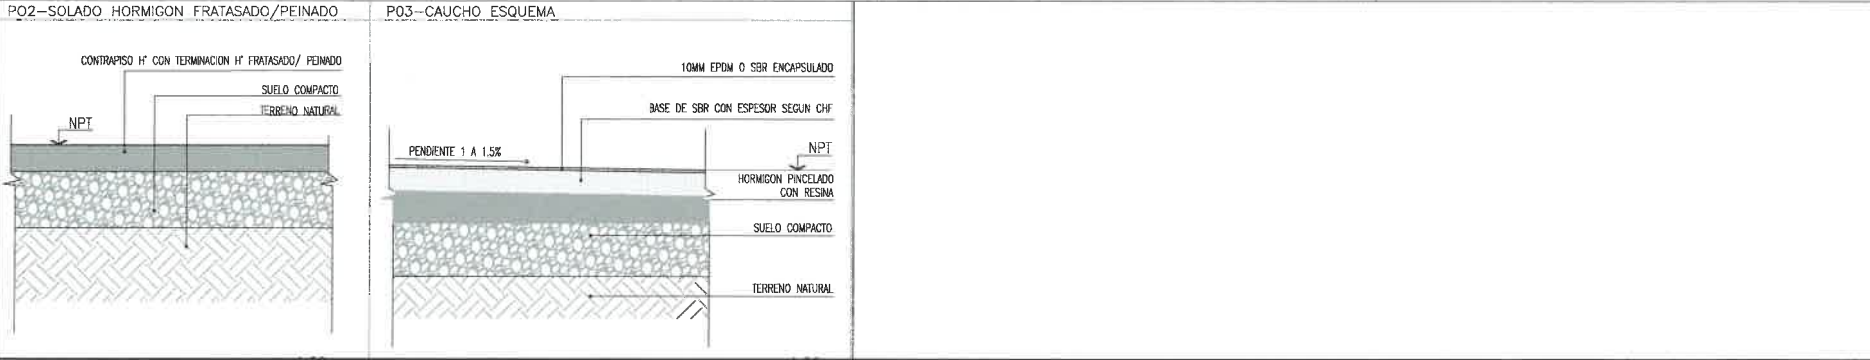 P02-SOLADO HORMIGON FRATASADO/PEINADO
CONTRAPISO H° CON TERMINACION H° FRATASADO/ PEINADO
SUELO COMPACTO
TERRENO NATURAL
NPT
P03-CAUCHO ESQUEMA
10MM EPDM O SBR ENCAPSULADO
BASE DE SBR CON ESPESOR SEGUN CHF
PENDIENTE 1 A 1.5%
NPT
HORMIGON PINCELADO
CON RESINA
SUELO COMPACTO
TERRENO NATURAL